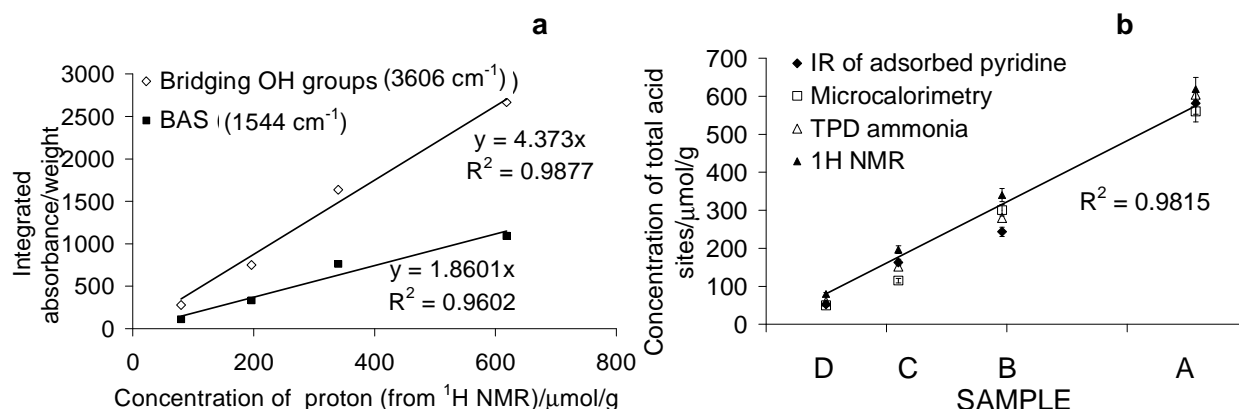 a
Bridging OH groups (3606 cm⁻¹)
BAS (1544 cm⁻¹)
3000
2500
2000
1500
1000
500
0
Integrated
absorbance/weight
y = 4.373x
R² = 0.9877
y = 1.8601x
R² = 0.9602
0 200 400 600 800
Concentration of proton (from ¹H NMR)/μmol/g
b
IR of adsorbed pyridine
Microcalorimetry
TPD ammonia
1H NMR
700
600
500
400
300
200
100
0
Concentration of total acid
sites/μmol/g
R² = 0.9815
D C B A
SAMPLE